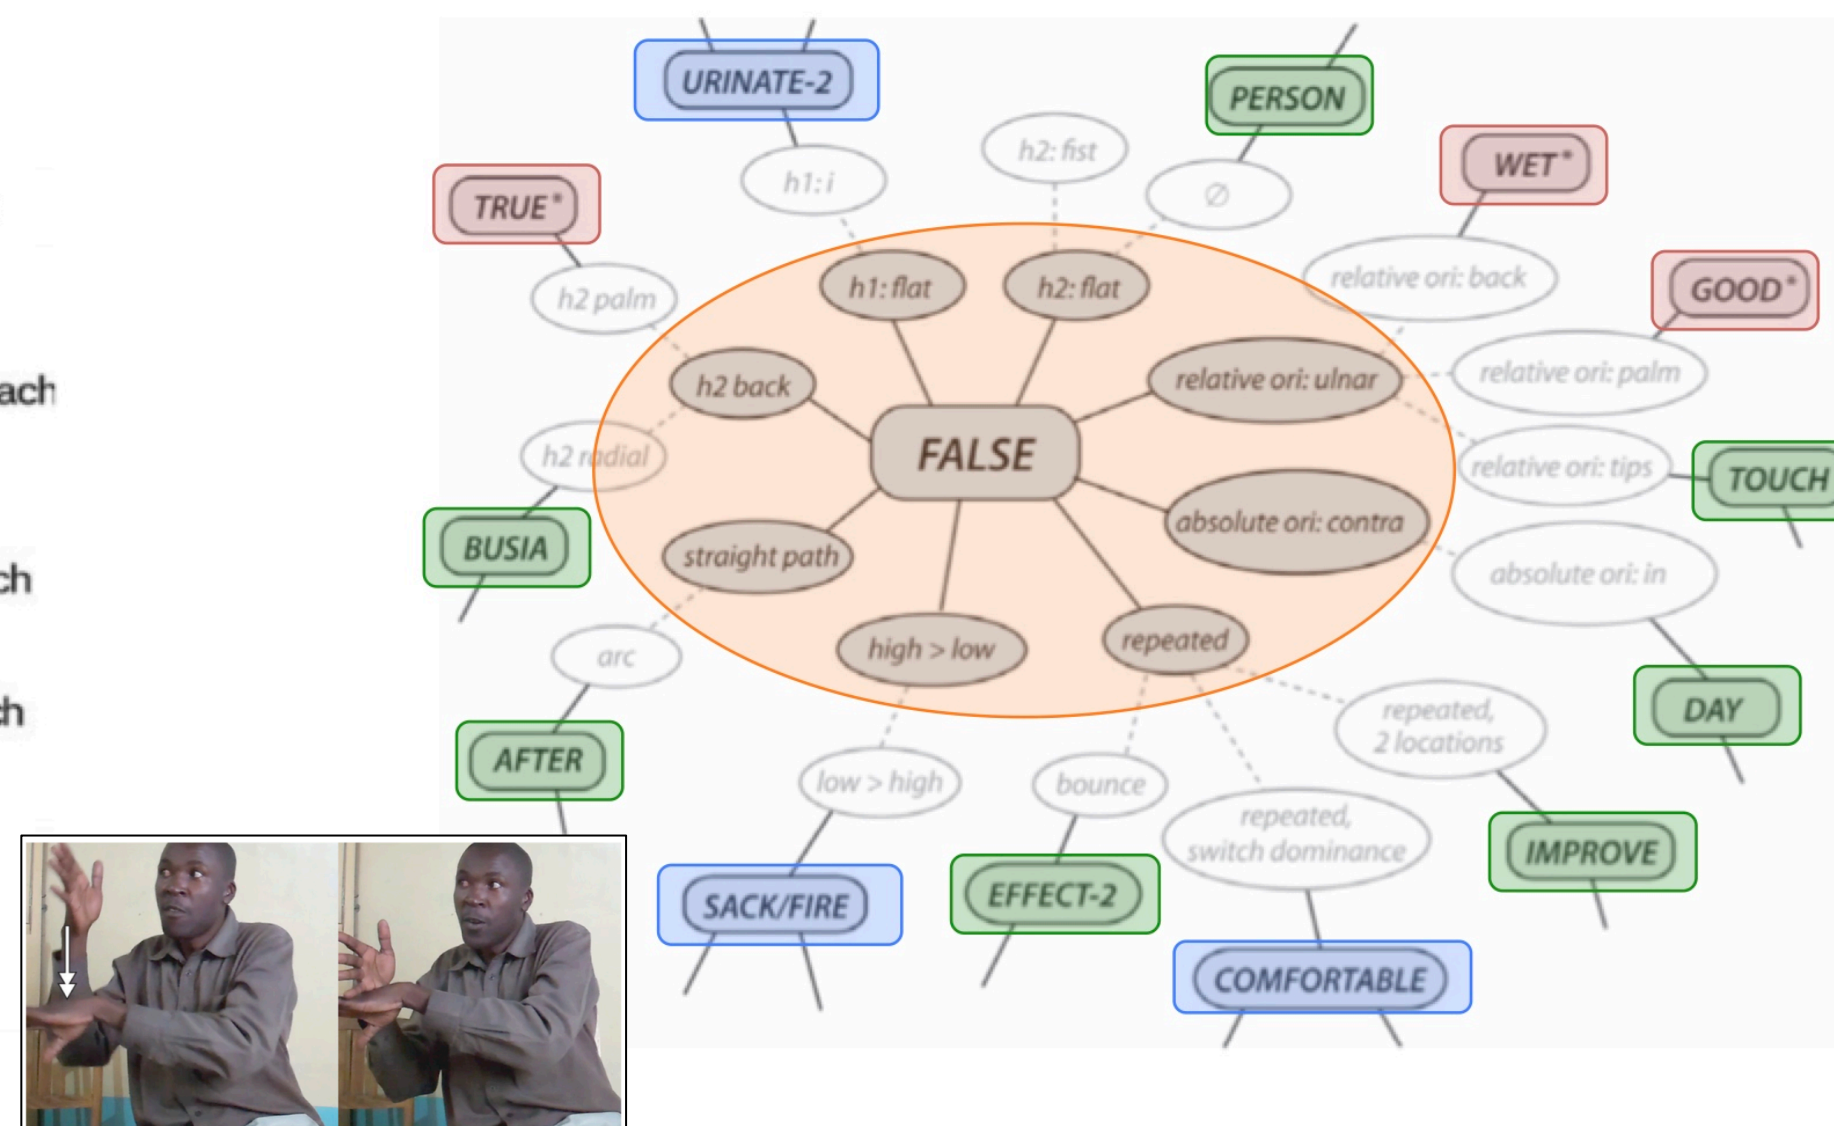 URINATE-2
PERSON
h2: fist
WET*
h1: i
∅
TRUE*
relative ori: back
GOOD*
h1: flat
h2: flat
h2 palm
relative ori: palm
h2 back
relative ori: ulnar
ach
FALSE
h2 radial
relative ori: tips
TOUCH
absolute ori: contra
BUSIA
straight path
absolute ori: in
ch
high > low
repeated
arc
repeated,
2 locations
DAY
ch
AFTER
low > high
bounce
repeated,
switch dominance
IMPROVE
EFFECT-2
SACK/FIRE
COMFORTABLE